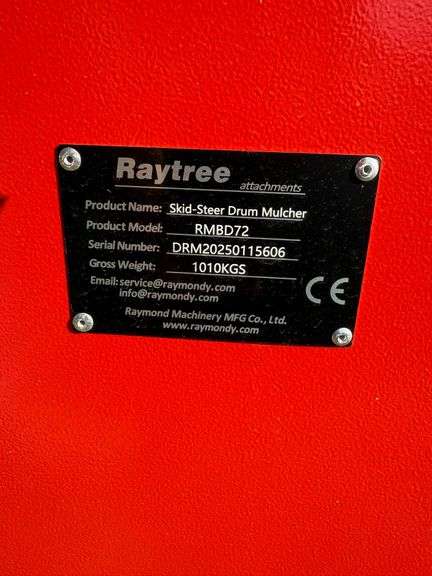 Raytree
attachments
Product Name: Skid-Steer Drum Mulcher
Product Model: RMBD72
Serial Number: DRM20250115606
Gross Weight: 1010KGS
Email: service@raymondy.com
info@raymondy.com
CE
Raymond Machinery MFG Co., Ltd.
www.raymondy.com